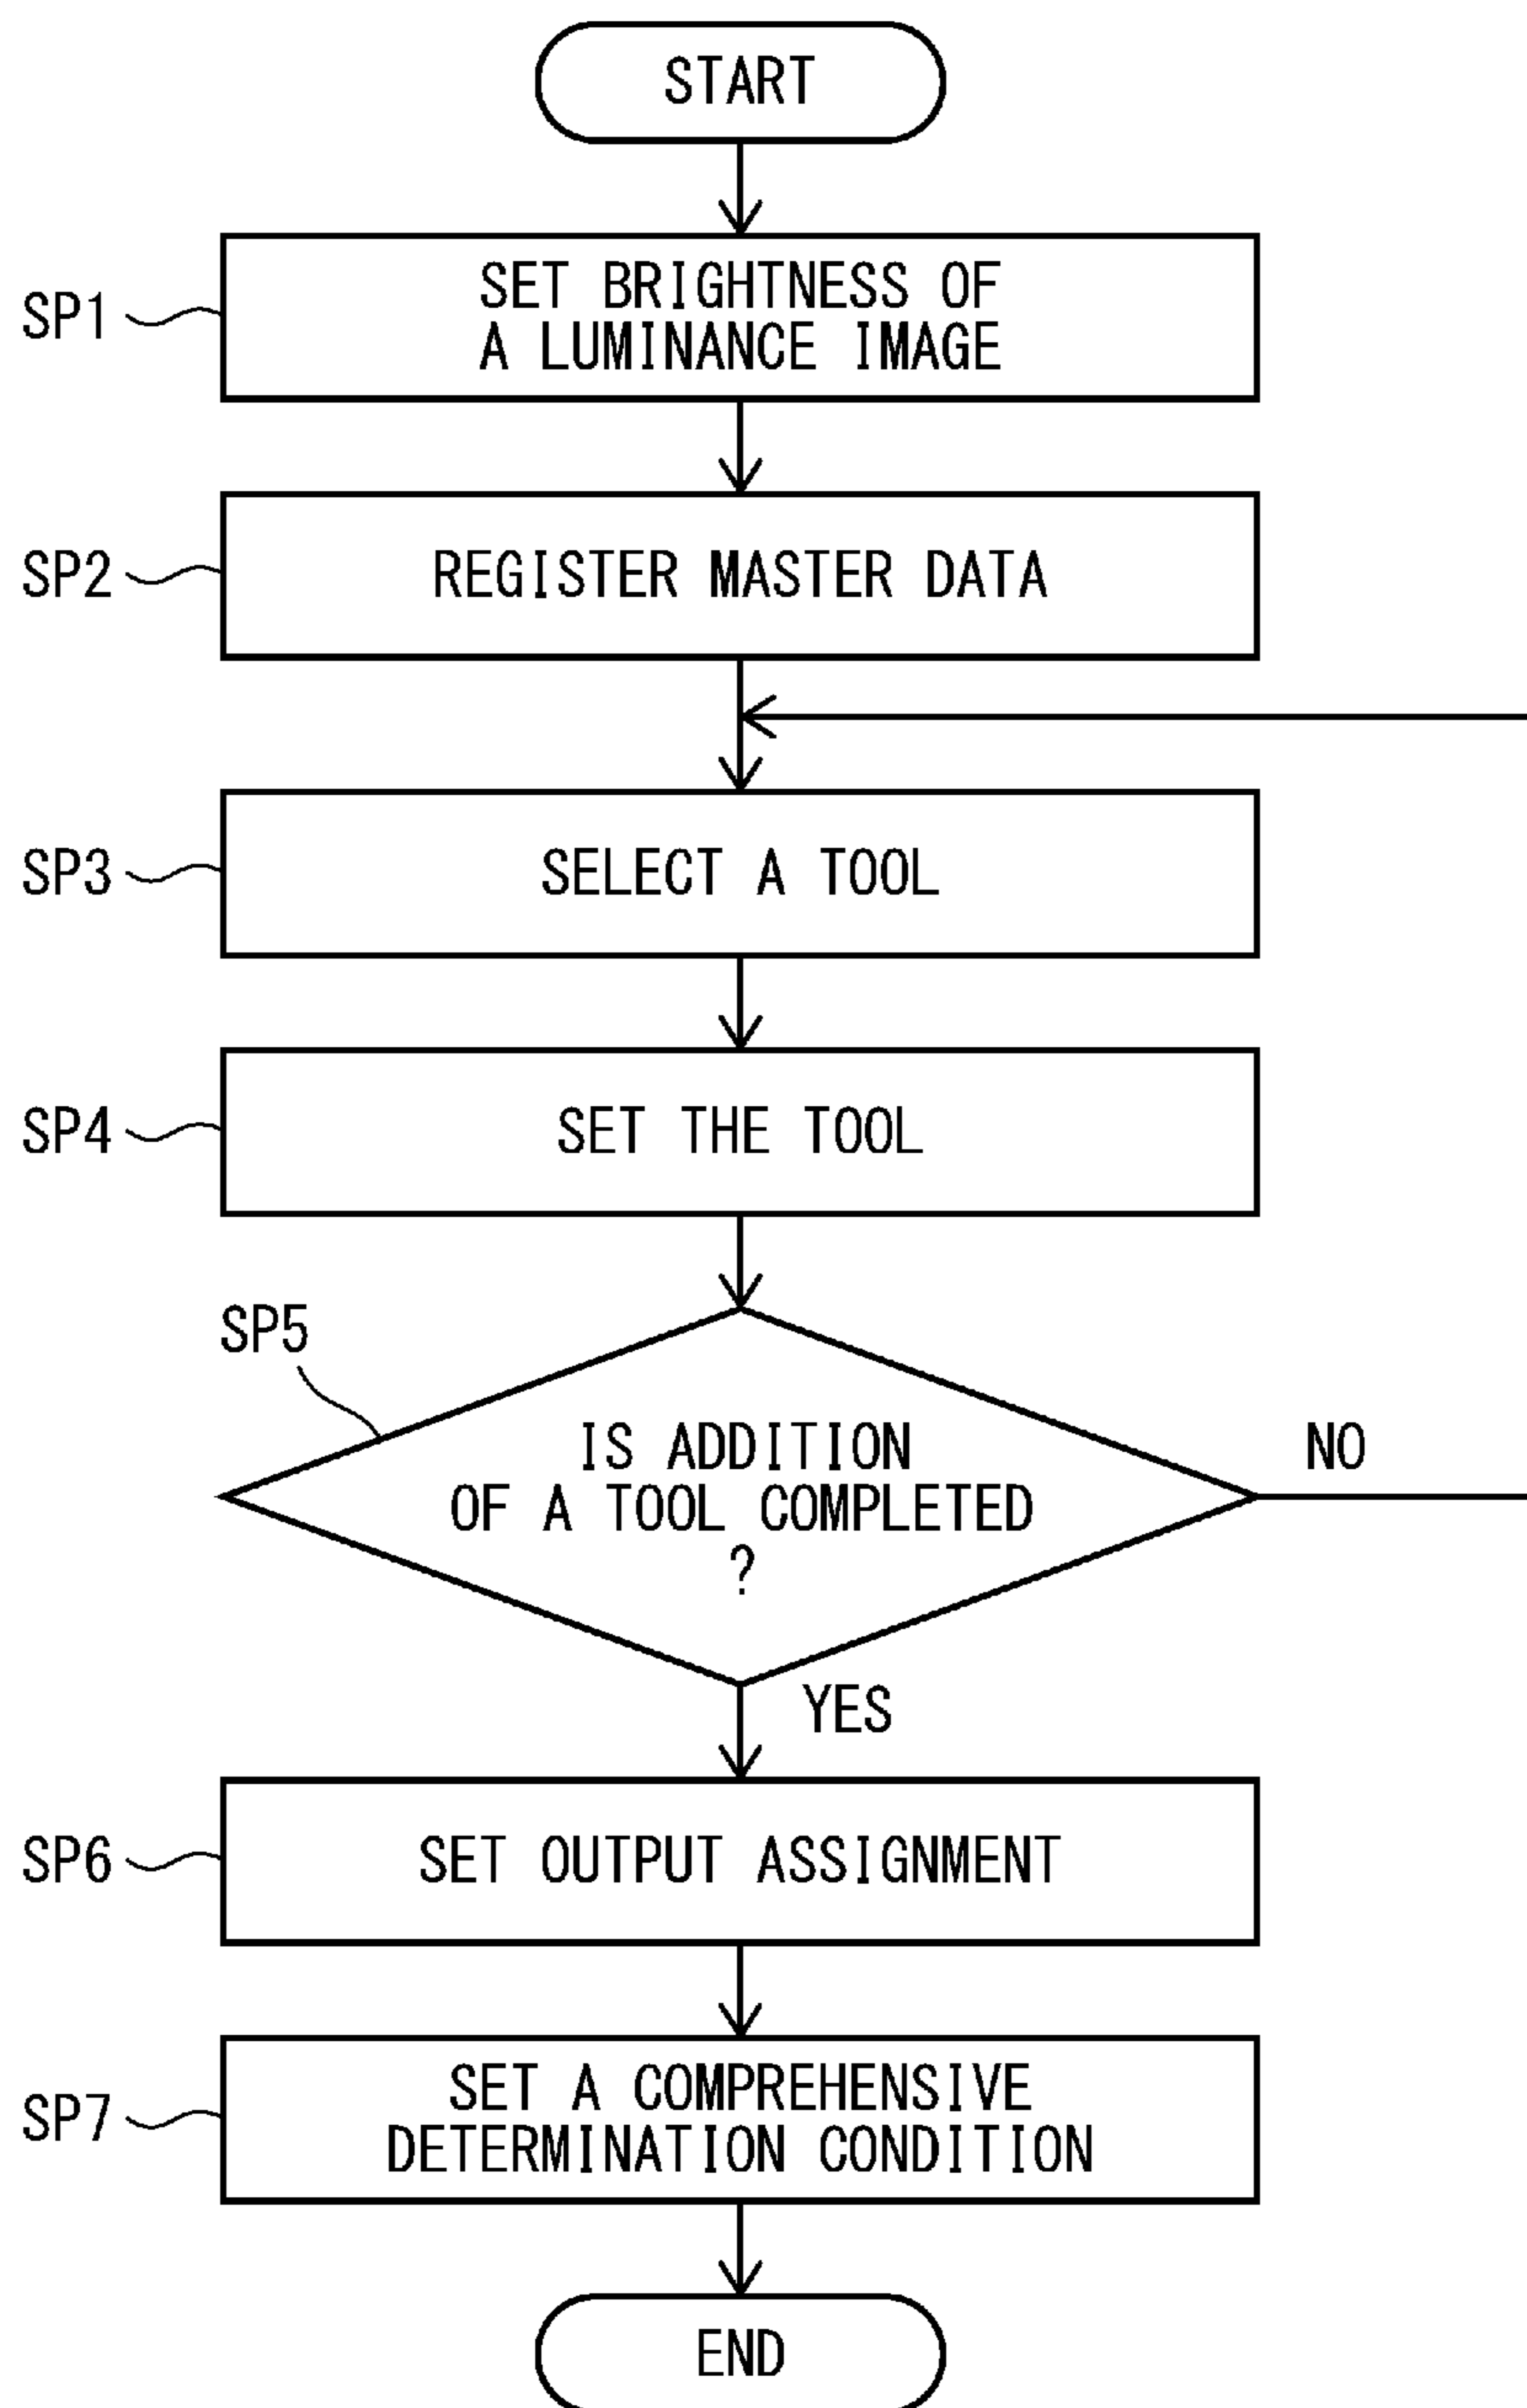 START
SP1
SET BRIGHTNESS OF
A LUMINANCE IMAGE
SP2
REGISTER MASTER DATA
SP3
SELECT A TOOL
SP4
SET THE TOOL
SP5
IS ADDITION
OF A TOOL COMPLETED
?
NO
YES
SP6
SET OUTPUT ASSIGNMENT
SP7
SET A COMPREHENSIVE
DETERMINATION CONDITION
END